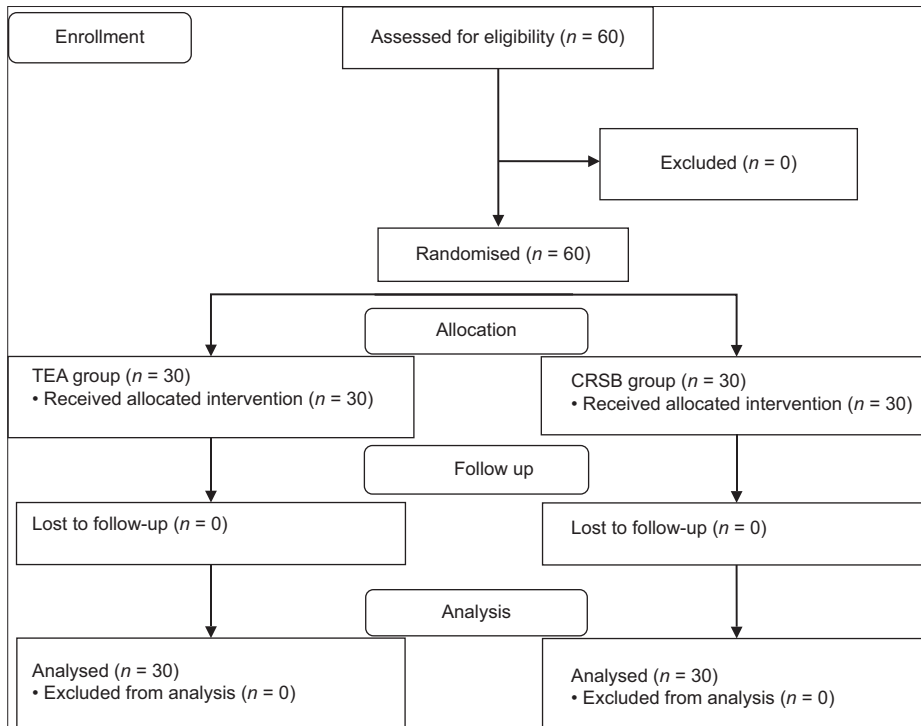 Enrollment
Assessed for eligibility (n = 60)
Excluded (n = 0)
Randomised (n = 60)
Allocation
TEA group (n = 30)
• Received allocated intervention (n = 30)
CRSB group (n = 30)
• Received allocated intervention (n = 30)
Follow up
Lost to follow-up (n = 0)
Lost to follow-up (n = 0)
Analysis
Analysed (n = 30)
• Excluded from analysis (n = 0)
Analysed (n = 30)
• Excluded from analysis (n = 0)